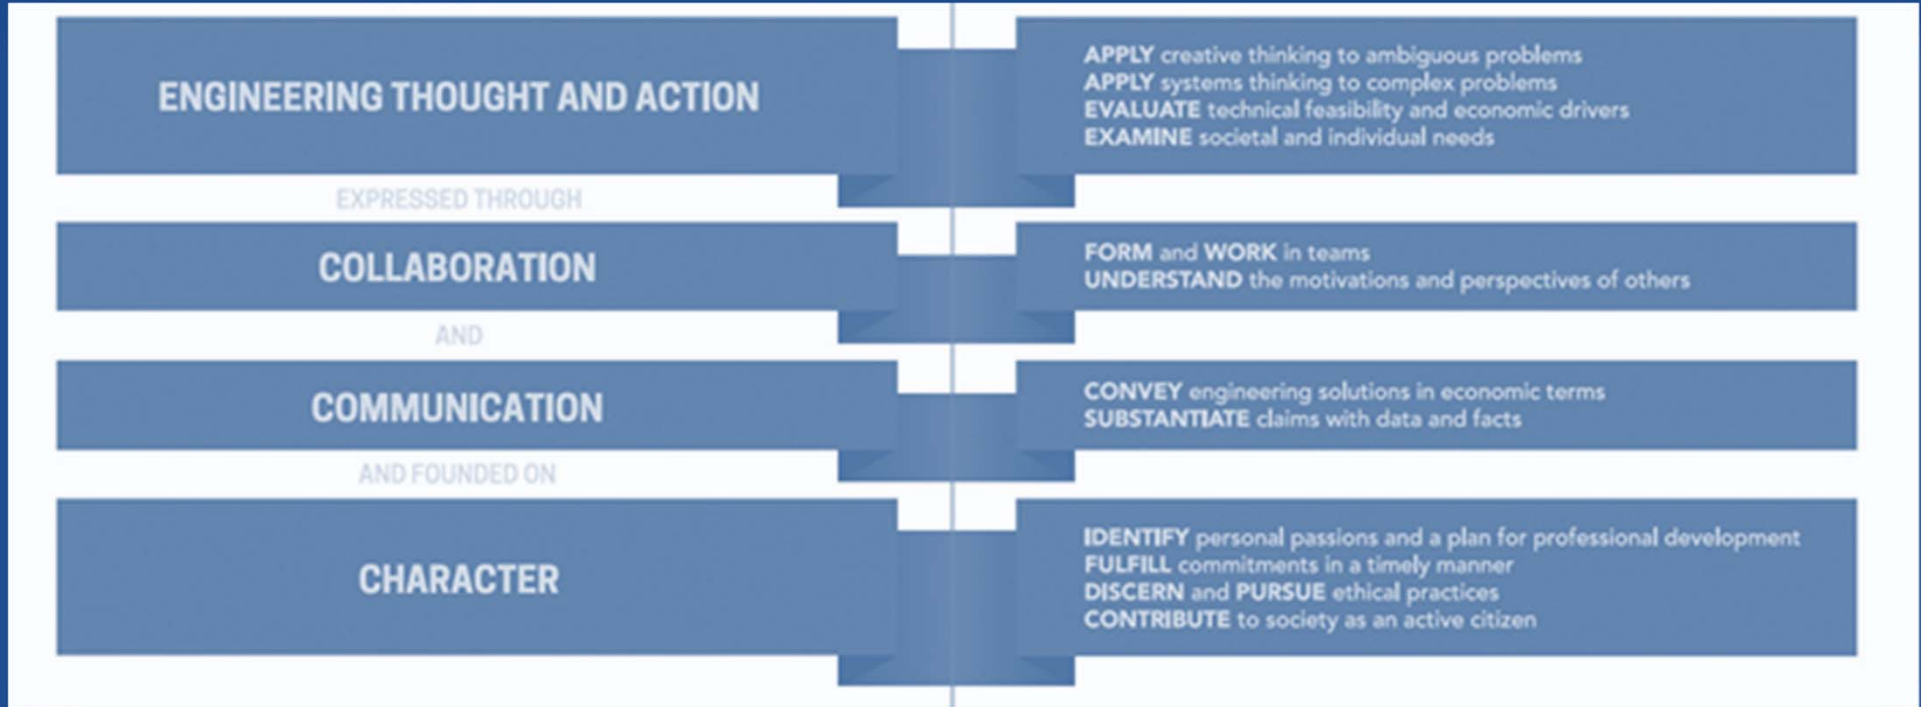 ENGINEERING THOUGHT AND ACTION
APPLY creative thinking to ambiguous problems
APPLY systems thinking to complex problems
EVALUATE technical feasibility and economic drivers
EXAMINE societal and individual needs
EXPRESSED THROUGH
COLLABORATION
FORM and WORK in teams
UNDERSTAND the motivations and perspectives of others
AND
COMMUNICATION
CONVEY engineering solutions in economic terms
SUBSTANTIATE claims with data and facts
AND FOUNDED ON
CHARACTER
IDENTIFY personal passions and a plan for professional development
FULFILL commitments in a timely manner
DISCERN and PURSUE ethical practices
CONTRIBUTE to society as an active citizen